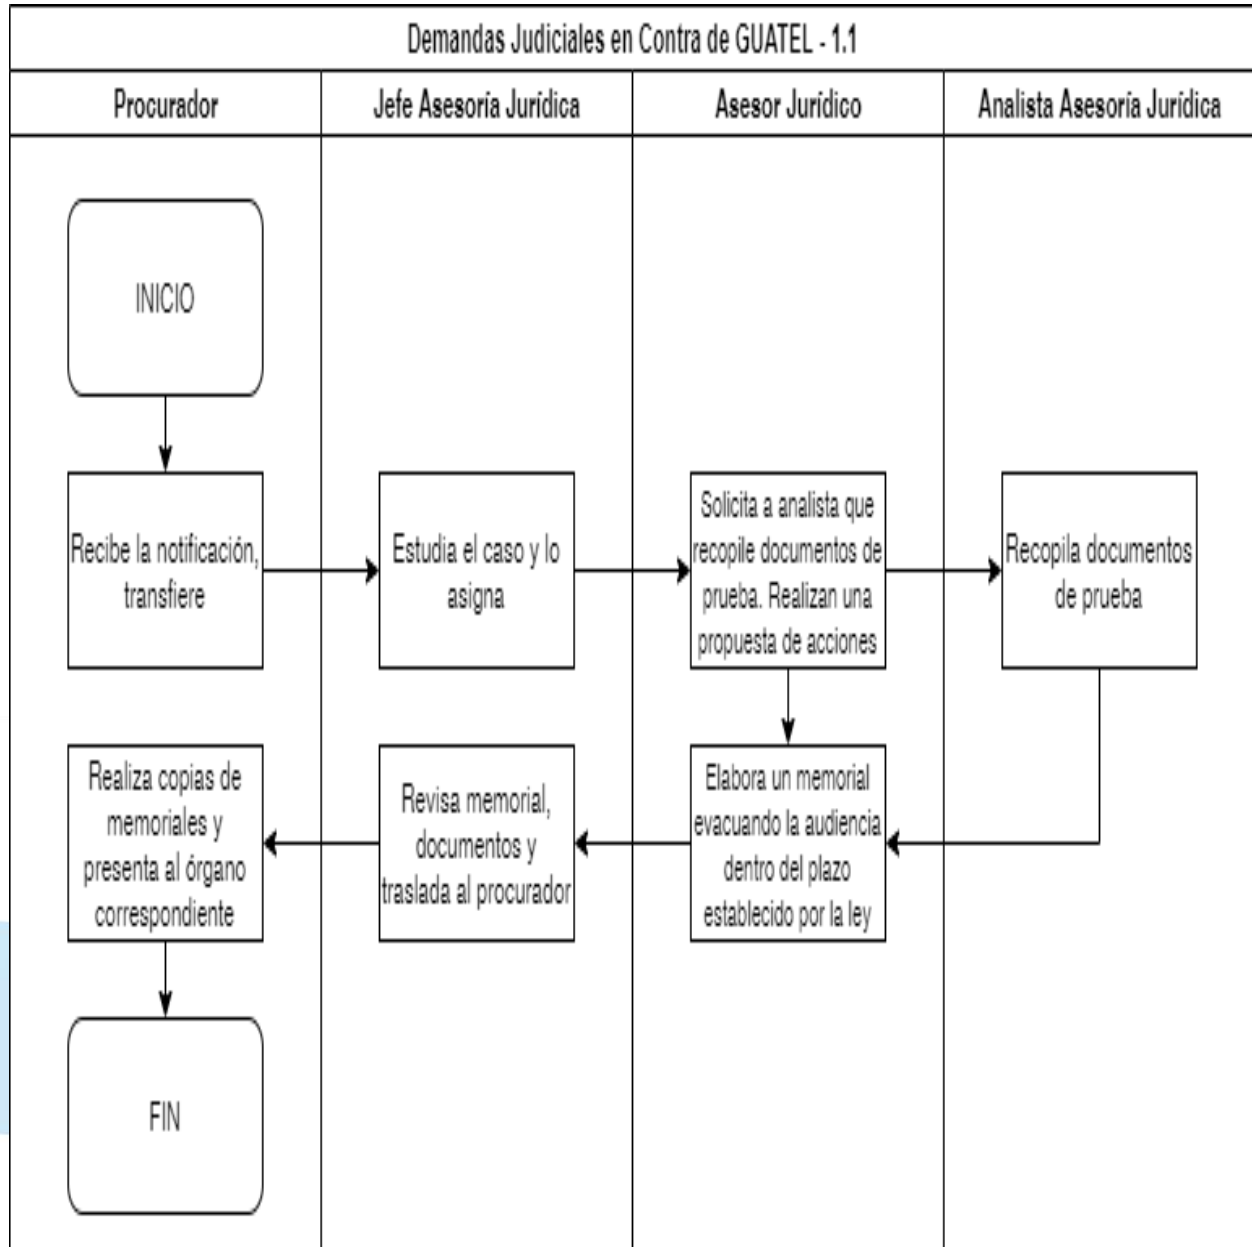 Demandas Judiciales en Contra de GUATEL - 1.1
Procurador
Jefe Asesoría Jurídica
Asesor Jurídico
Analista Asesoría Jurídica
INICIO
Recibe la notificación,
transfiere
Estudia el caso y lo
asigna
Solicita a analista que
recopile documentos de
prueba. Realizan una
propuesta de acciones
Recopila documentos
de prueba
Realiza copias de
memoriales y
presenta al órgano
correspondiente
Revisa memorial,
documentos y
traslada al procurador
Elabora un memorial
evacuando la audiencia
dentro del plazo
establecido por la ley
FIN